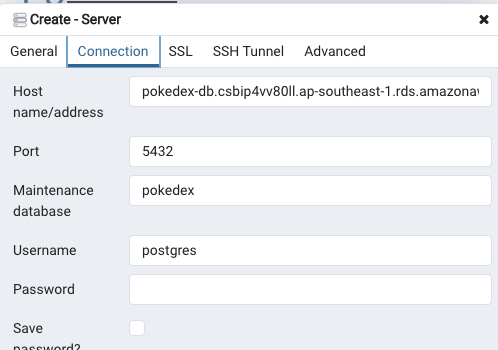 Create - Server
General Connection SSL SSH Tunnel Advanced
Host pokedex-db.csbip4vv80ll.ap-southeast-1.rds.amazonav
name/address
Port 5432
Maintenance pokedex
database
Username postgres
Password
Save
password?